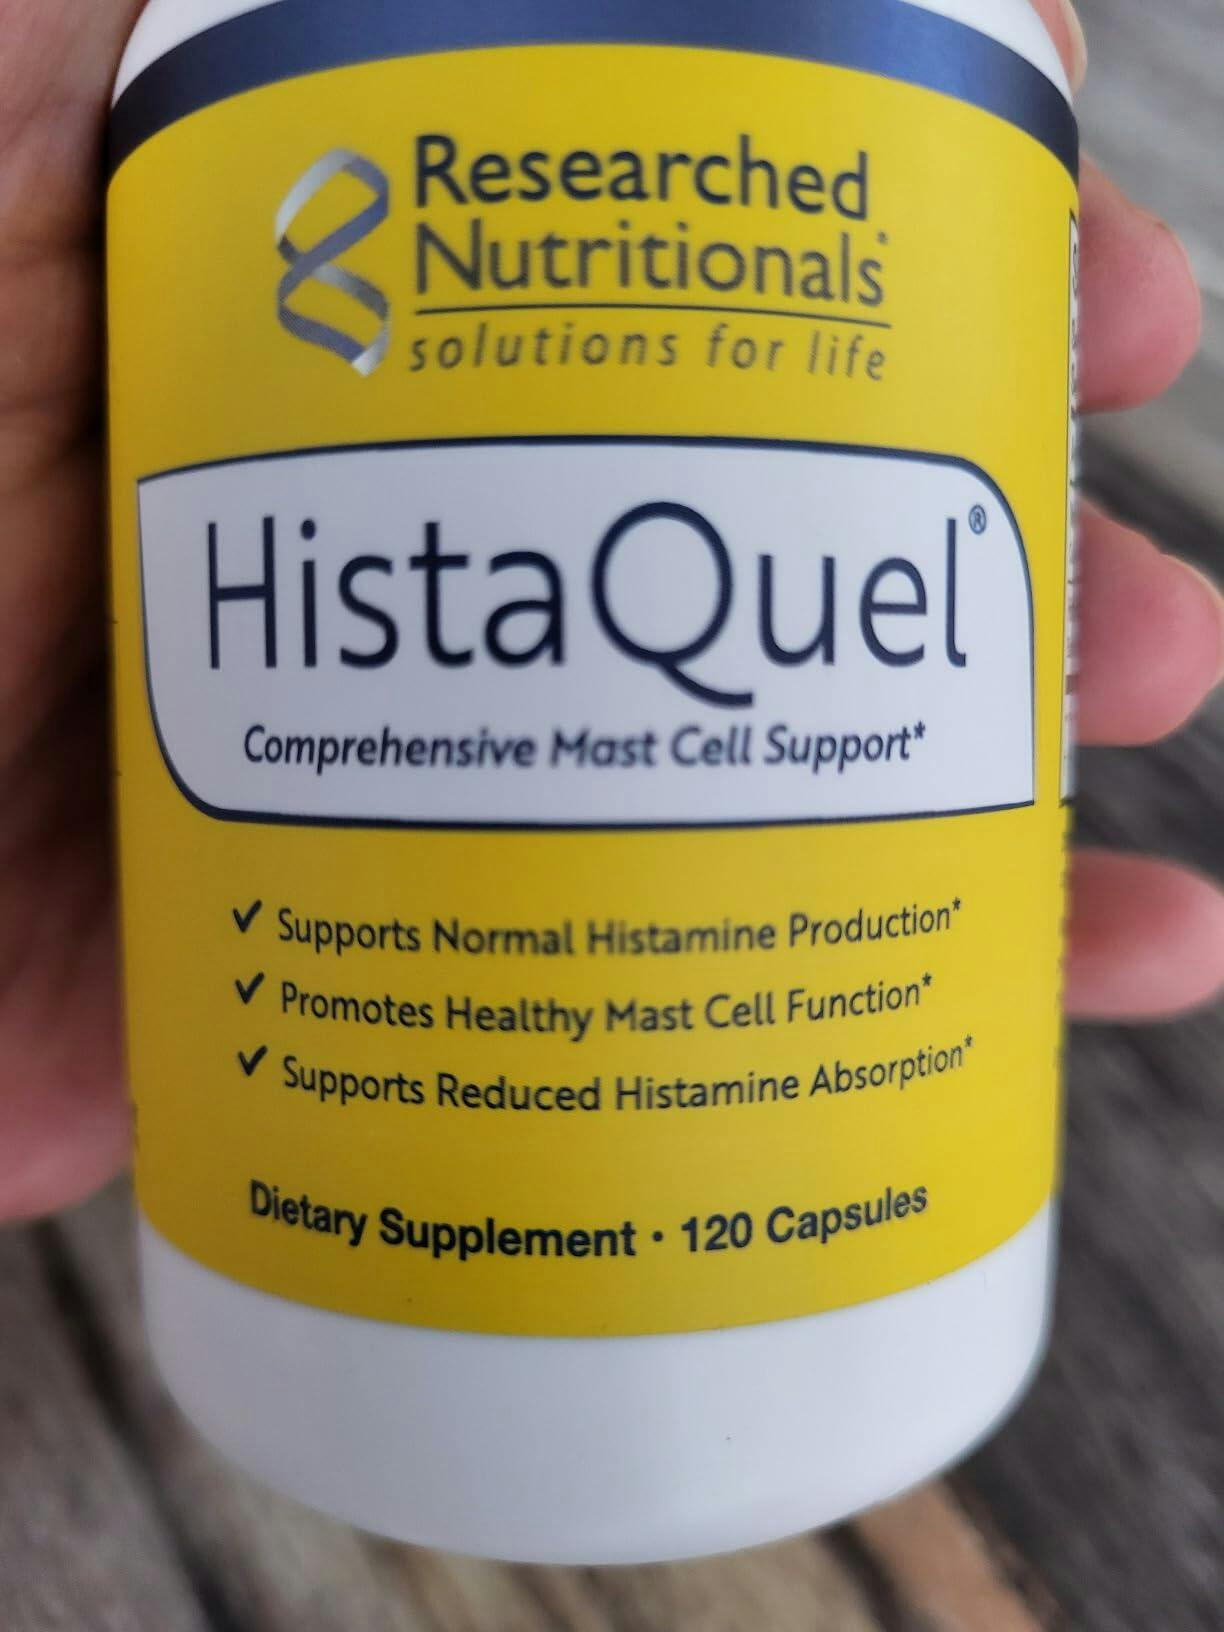 Researched
Nutritionals®
solutions for life
HistaQuel®
Comprehensive Mast Cell Support*
✓ Supports Normal Histamine Production*
✓ Promotes Healthy Mast Cell Function*
✓ Supports Reduced Histamine Absorption*
Dietary Supplement • 120 Capsules